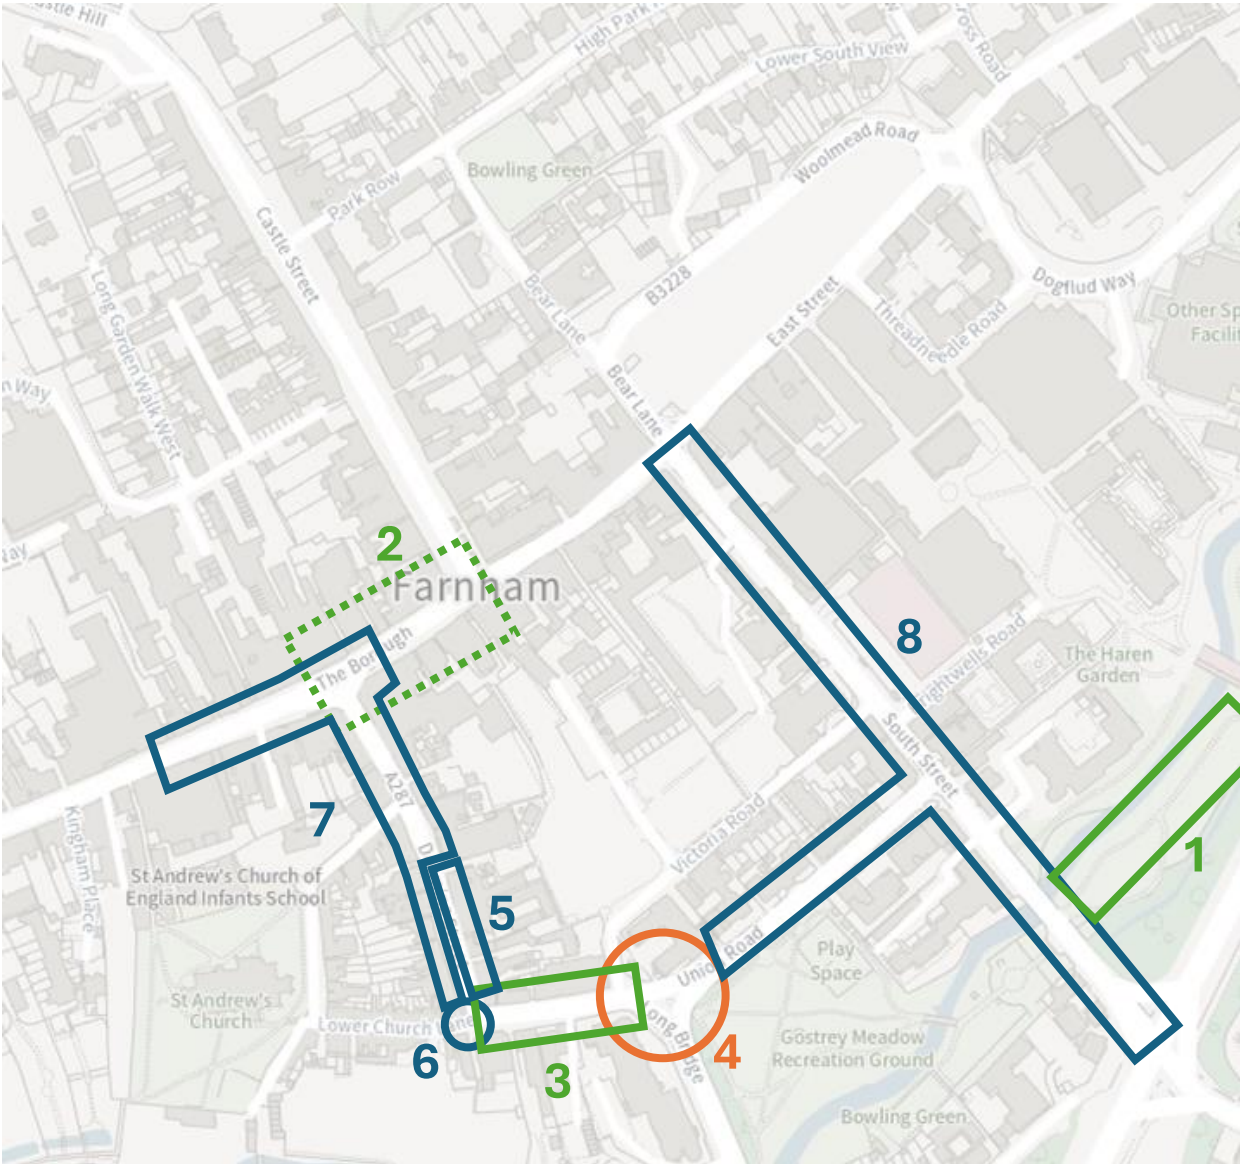 Castle Hill
High Park R
Lower South View
oss Road
Woolmead Road
Bowling Green
Park Row
Castle Street
Long Garden Walk West
Bear Lane
B3228
Dogflud Way
East Street
Threadneedle Road
Other Sp
Facilit
n Way
Bear Lane
2
Farnham
Way
8
The Borough
Brightwells Road
The Haren
Garden
South Street
A287
7
Kingham Place
Victoria Road
1
St Andrew's Church of
England Infants School
D
5
Union Road
Play
Space
St Andrew's
Church
Lower Church Lane
Long Bridge
6
4
Gostrey Meadow
Recreation Ground
3
Bowling Green